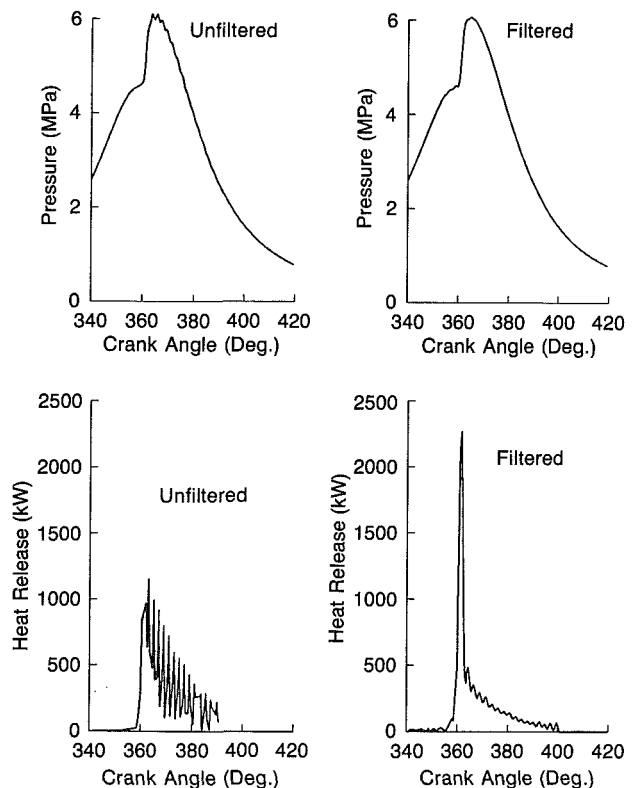 Unfiltered
Pressure (MPa)
6
4
2
0
340 360 380 400 420
Crank Angle (Deg.)
Filtered
Pressure (MPa)
6
4
2
0
340 360 380 400 420
Crank Angle (Deg.)
Unfiltered
Heat Release (kW)
2500
2000
1500
1000
500
0
340 360 380 400 420
Crank Angle (Deg.)
Filtered
Heat Release (kW)
2500
2000
1500
1000
500
0
340 360 380 400 420
Crank Angle (Deg.)